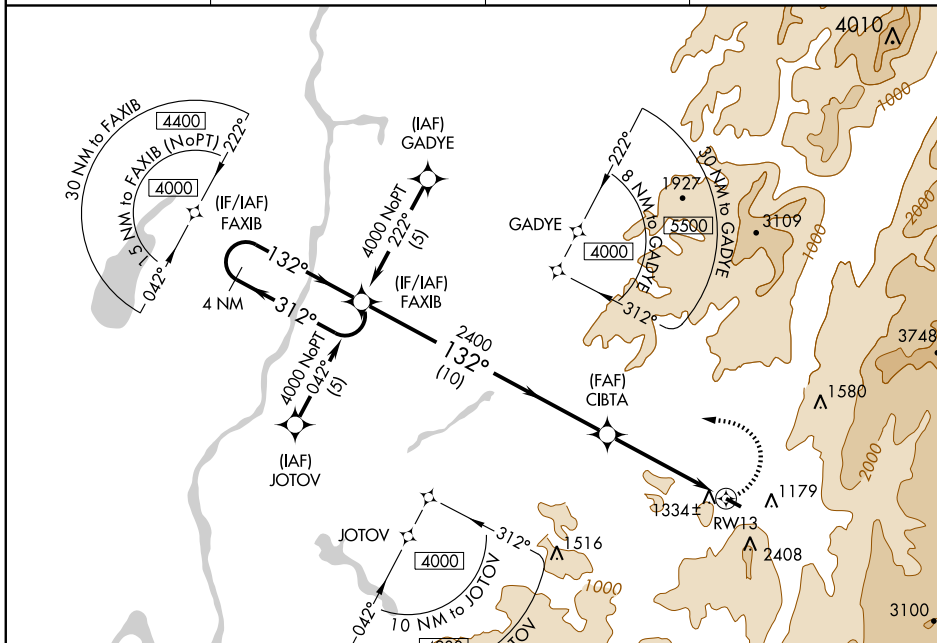 4010
1000
30 NM to FAXIB
4400
222°
15 NM to FAXIB (NoPT)
4000
042°
(IF/IAF)
FAXIB
(IAF)
GADYE
4000 NoPT
222°
(5)
132°
312°
4 NM
(IF/IAF)
FAXIB
4000 NoPT
042°
(5)
(IAF)
JOTOV
2400
132°
(10)
(FAF)
CIBTA
222°
30 NM to GADYE
8 NM to GADYE
GADYE
4000
5500
312°
1927
3109
1000
2000
3748
1580
2000
1334±
RW13
1179
2408
1516
1000
3100
JOTOV
4000
312°
042°
10 NM to JOTOV